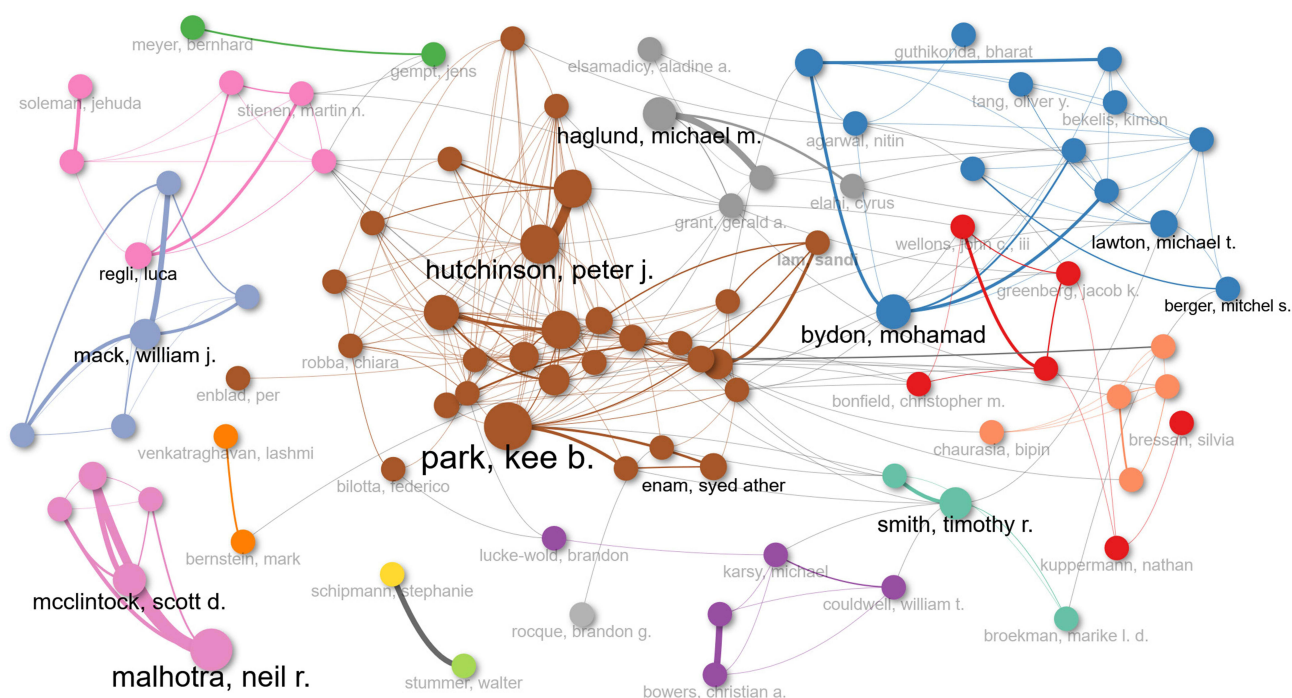 guthikonda, bharat
meyer, bernhard
gempt, jens
elsamadicy, aladine a.
soleman, jehuda
stienen, martin n.
tang, oliver y.
bekelis, kimon
haglund, michael m.
agarwal, nitin
elahi, cyrus
grant, gerald a.
wellons, john c., iii
lawton, michael t.
lam, sandi
regli, luca
hutchinson, peter j.
greenberg, jacob k.
berger, mitchel s.
bydon, mohamad
mack, william j.
robba, chiara
enblad, per
bonfield, christopher m.
bressan, silvia
venkatraghavan, lashmi
park, kee b.
chaurasia, bipin
bilotta, federico
enam, syed ather
smith, timothy r.
bernstein, mark
lucke-wold, brandon
kuppermann, nathan
karsy, michael
schipmann, stephanie
mcclintock, scott d.
couldwell, william t.
rocque, brandon g.
broekman, marike l. d.
malhotra, neil r.
stummer, walter
bowers, christian a.